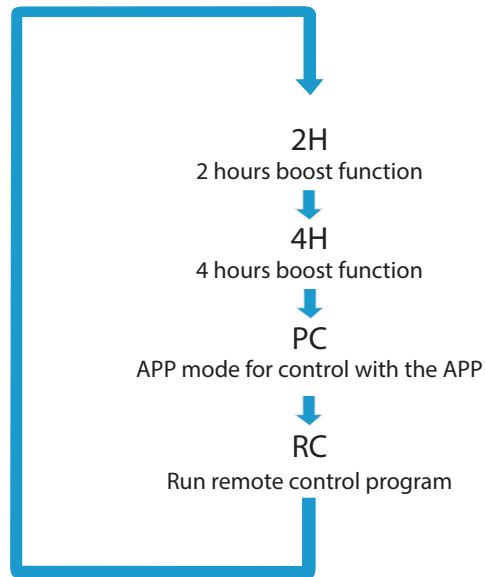 2H
2 hours boost function
4H
4 hours boost function
PC
APP mode for control with the APP
RC
Run remote control program